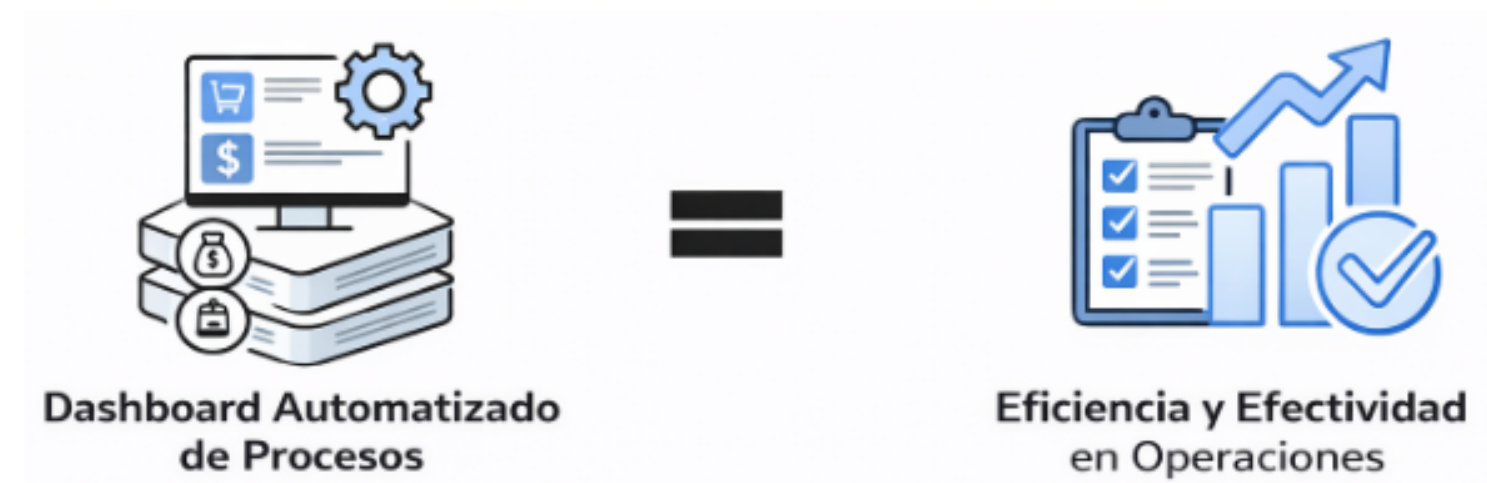 Dashboard Automatizado
de Procesos
$
$
=
Eficiencia y Efectividad
en Operaciones